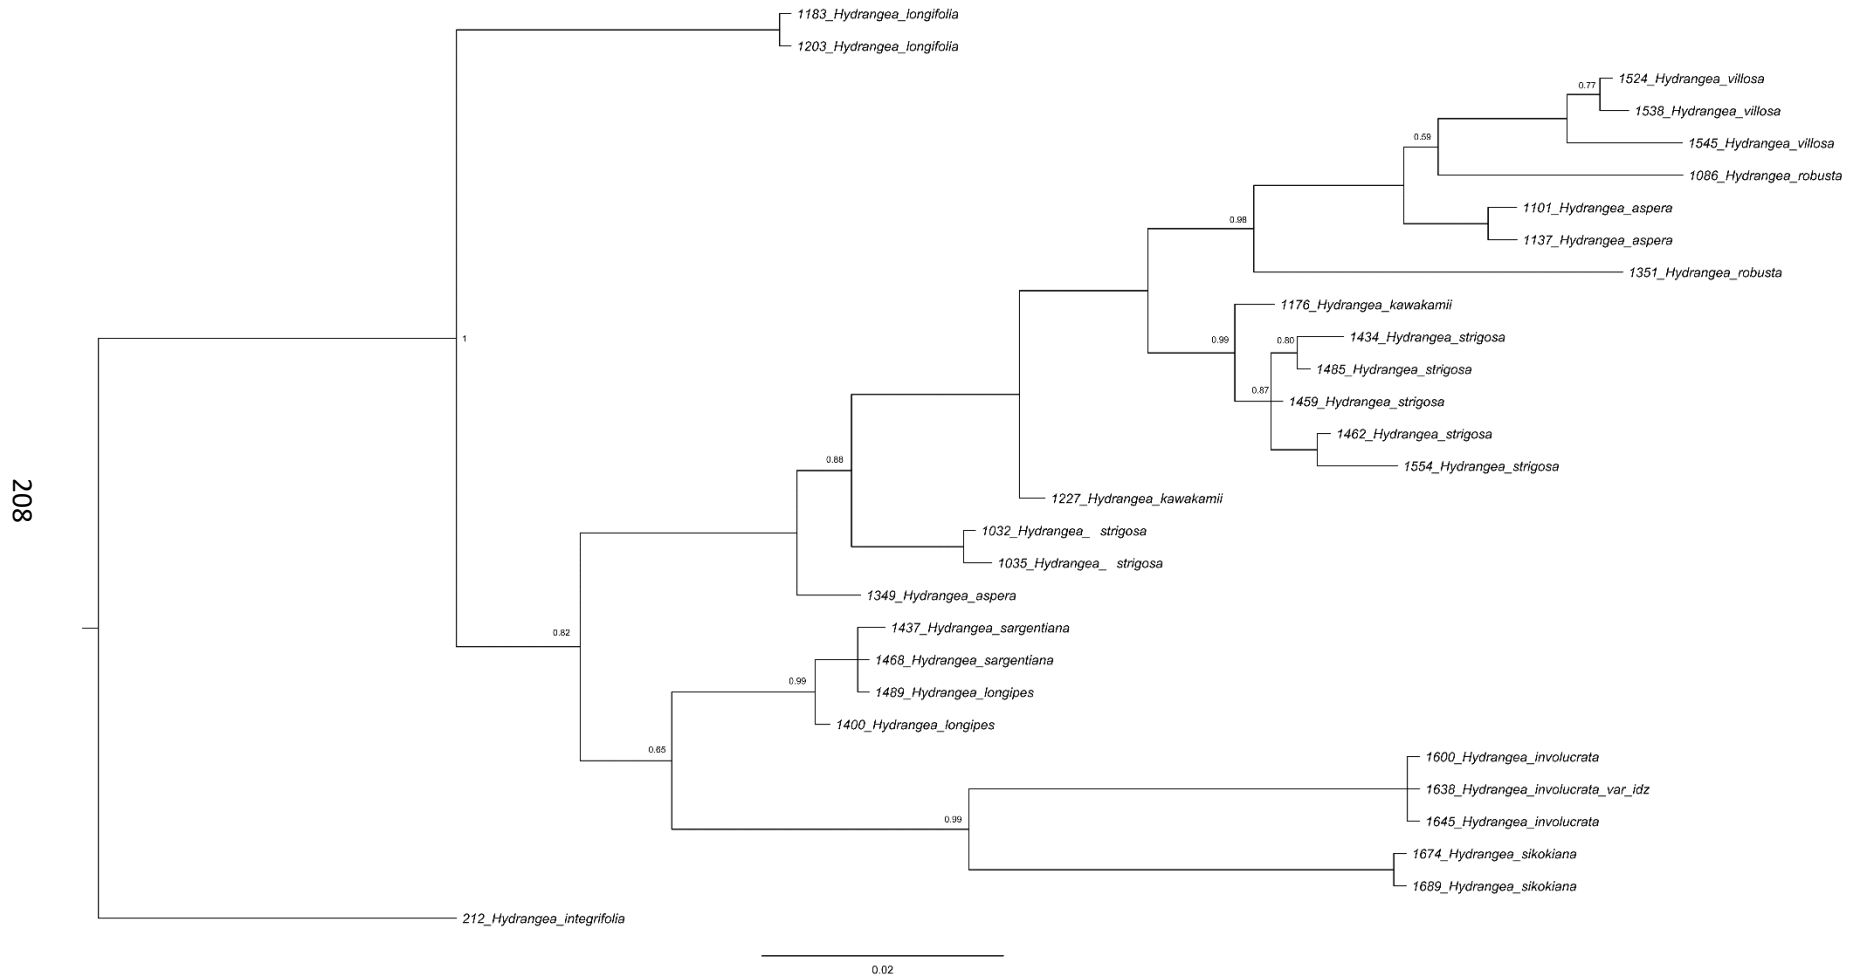 1183_Hydrangea_longifolia
1203_Hydrangea_longifolia
1524_Hydrangea_villosa
0.77
1538_Hydrangea_villosa
0.59
1545_Hydrangea_villosa
1086_Hydrangea_robusta
1101_Hydrangea_aspera
0.98
1137_Hydrangea_aspera
1351_Hydrangea_robusta
1176_Hydrangea_kawakamii
1434_Hydrangea_strigosa
0.99
0.80
1485_Hydrangea_strigosa
0.87
1459_Hydrangea_strigosa
1462_Hydrangea_strigosa
1
0.88
1554_Hydrangea_strigosa
1227_Hydrangea_kawakamii
208
1032_Hydrangea_ strigosa
1035_Hydrangea_ strigosa
1349_Hydrangea_aspera
0.82
1437_Hydrangea_sargentiana
1468_Hydrangea_sargentiana
0.99
1489_Hydrangea_longipes
1400_Hydrangea_longipes
0.65
1600_Hydrangea_involucrata
1638_Hydrangea_involucrata_var_idz
0.99
1645_Hydrangea_involucrata
1674_Hydrangea_sikokiana
1689_Hydrangea_sikokiana
212_Hydrangea_integrifolia
0.02